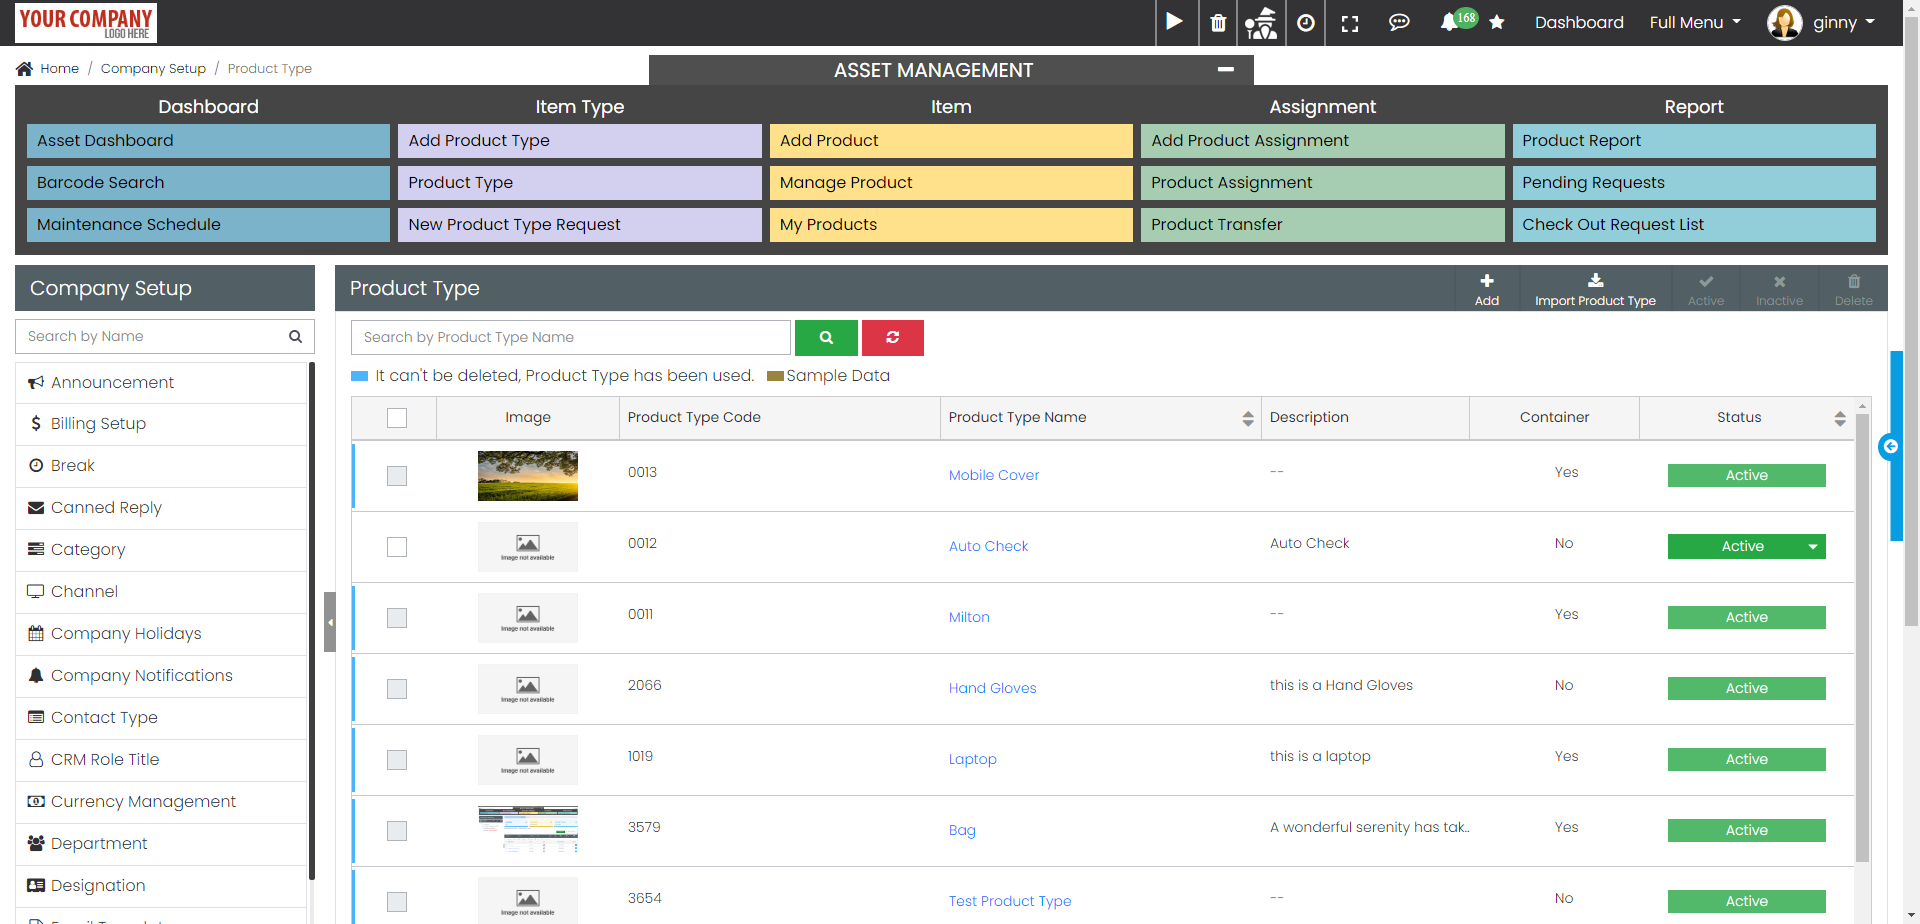 YOUR COMPANY
LOGO HERE
168
Dashboard
Full Menu
ginny
Home / Company Setup / Product Type
ASSET MANAGEMENT
Dashboard
Item Type
Item
Assignment
Report
Asset Dashboard
Add Product Type
Add Product
Add Product Assignment
Product Report
Barcode Search
Product Type
Manage Product
Product Assignment
Pending Requests
Maintenance Schedule
New Product Type Request
My Products
Product Transfer
Check Out Request List
Company Setup
Search by Name
Announcement
Billing Setup
Break
Canned Reply
Category
Channel
Company Holidays
Company Notifications
Contact Type
CRM Role Title
Currency Management
Department
Designation
Product Type
Add
Import Product Type
Active
Inactive
Delete
Search by Product Type Name
It can't be deleted, Product Type has been used.
Sample Data
Image
Product Type Code
Product Type Name
Description
Container
Status
0013
Mobile Cover
--
Yes
Active
Image not available
0012
Auto Check
Auto Check
No
Active
Image not available
0011
Milton
--
Yes
Active
Image not available
2066
Hand Gloves
this is a Hand Gloves
No
Active
Image not available
1019
Laptop
this is a laptop
Yes
Active
3579
Bag
A wonderful serenity has tak..
Yes
Active
Image not available
3654
Test Product Type
--
No
Active